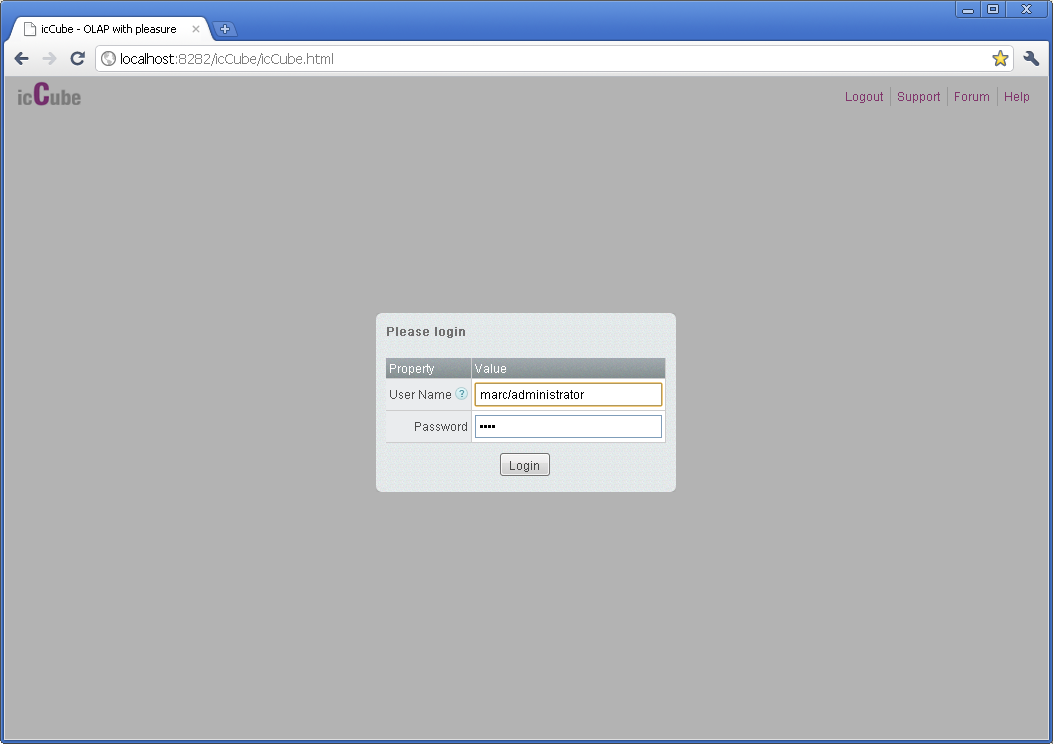 icCube - OLAP with pleasure
localhost:8282/icCube/icCube.html
icCube
Logout Support Forum Help
Please login
Property Value
User Name ? marc/administrator
Password ••••
Login